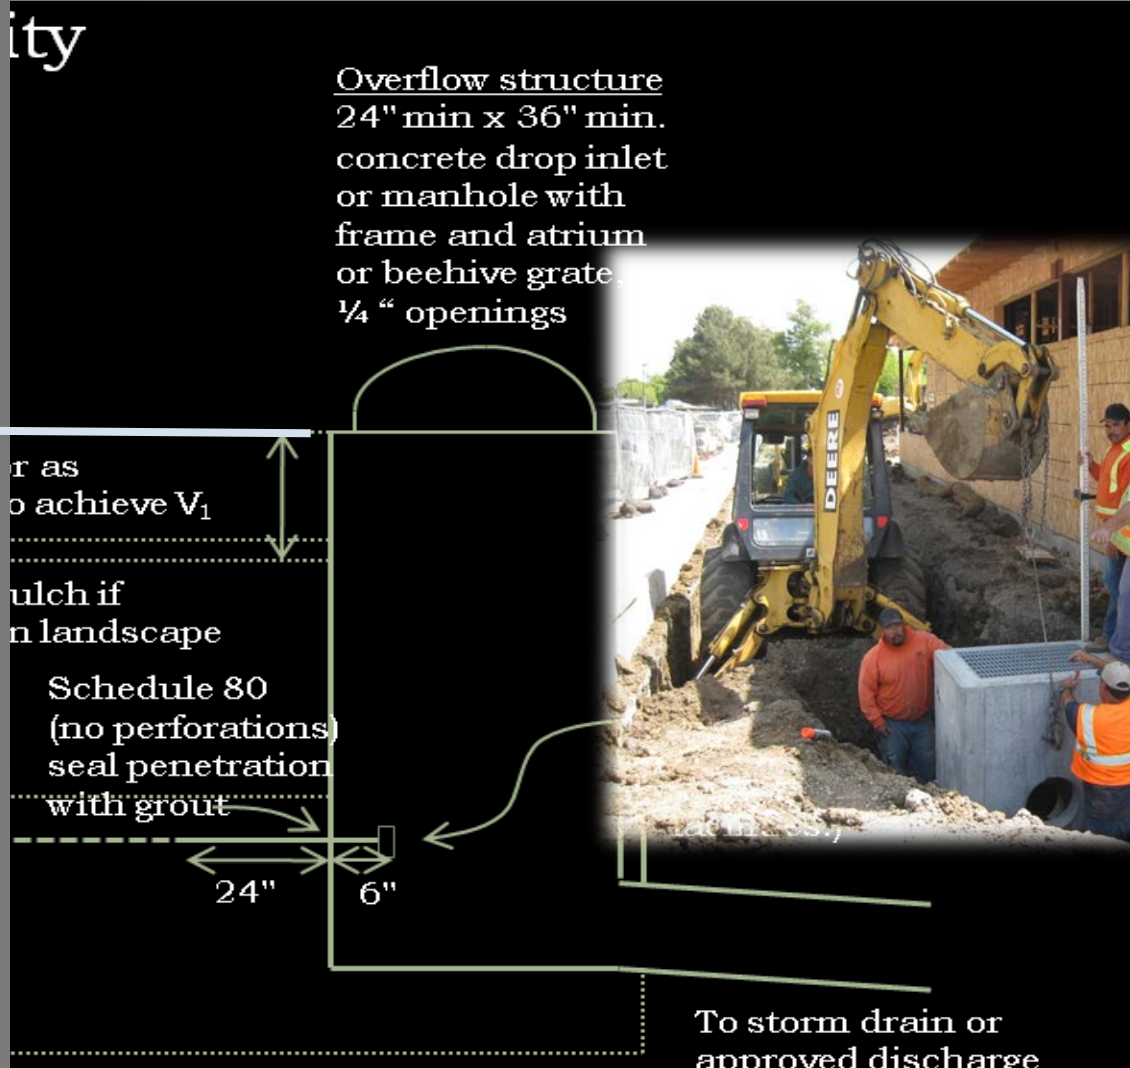 ity
Overflow structure
24" min x 36" min.
concrete drop inlet
or manhole with
frame and atrium
or beehive grate,
¼ “ openings
r as
o achieve V₁
ulch if
n landscape
Schedule 80
(no perforations)
seal penetration
with grout
24"
6"
DEERE
To storm drain or
approved discharge